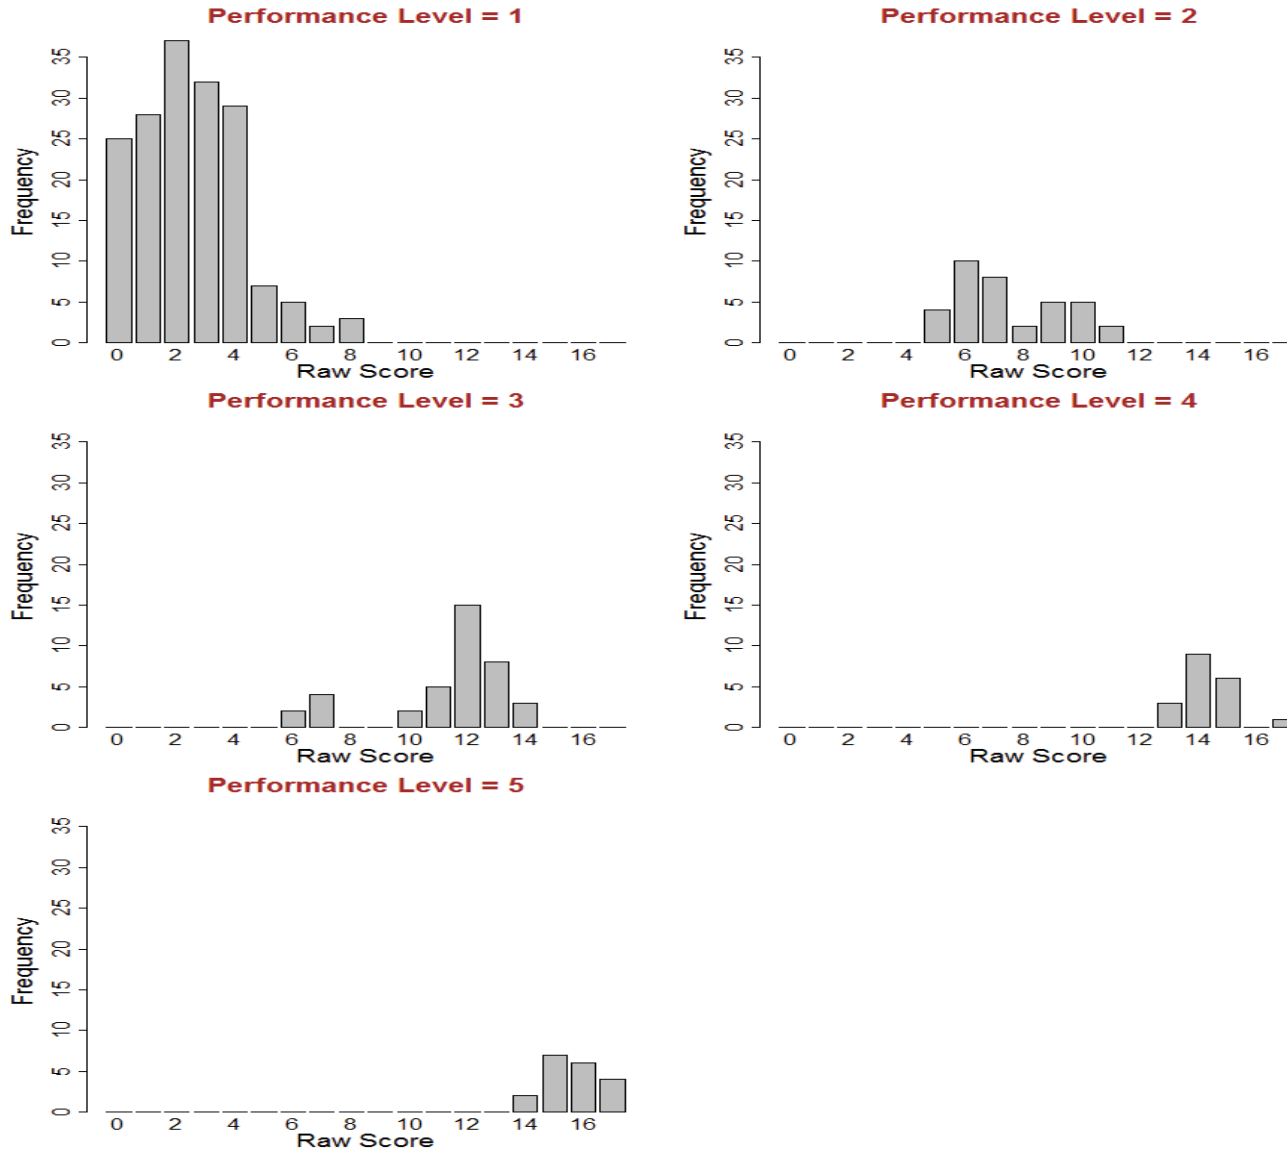 Performance Level = 1
Frequency
0 5 10 15 20 25 30 35
0 2 4 6 8 10 12 14 16
Raw Score
Performance Level = 2
Frequency
0 5 10 15 20 25 30 35
0 2 4 6 8 10 12 14 16
Raw Score
Performance Level = 3
Frequency
0 5 10 15 20 25 30 35
0 2 4 6 8 10 12 14 16
Raw Score
Performance Level = 4
Frequency
0 5 10 15 20 25 30 35
0 2 4 6 8 10 12 14 16
Raw Score
Performance Level = 5
Frequency
0 5 10 15 20 25 30 35
0 2 4 6 8 10 12 14 16
Raw Score